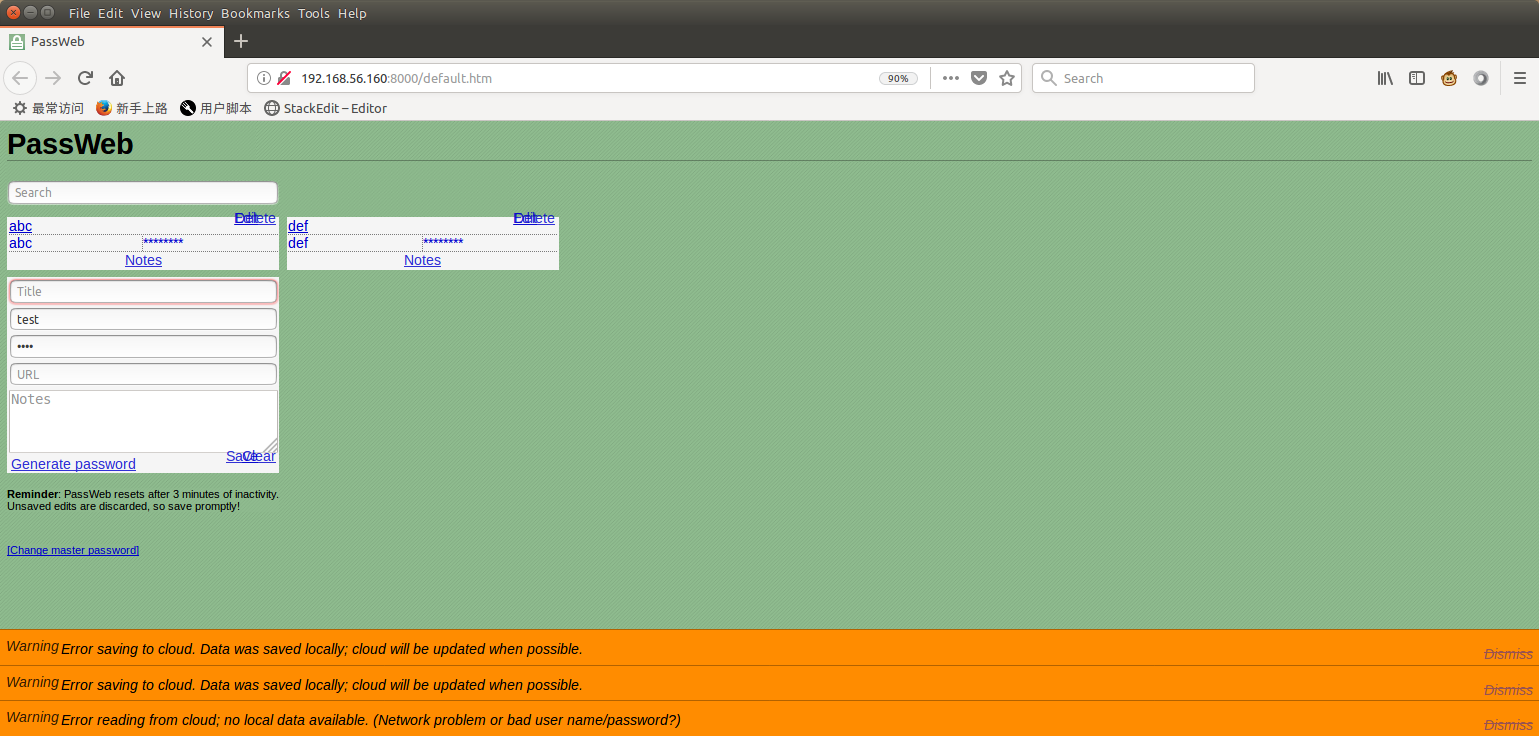 File Edit View History Bookmarks Tools Help
PassWeb
192.168.56.160:8000/default.htm 90% Search
最常访问 新手上路 用户脚本 StackEdit – Editor
PassWeb
Search
Edit Delete Edit Delete
abc def
abc ******** def ********
Notes Notes
Title
test
••••
URL
Notes
Save Clear
Generate password
Reminder: PassWeb resets after 3 minutes of inactivity.
Unsaved edits are discarded, so save promptly!
[Change master password]
Warning Error saving to cloud. Data was saved locally; cloud will be updated when possible. Dismiss
Warning Error saving to cloud. Data was saved locally; cloud will be updated when possible. Dismiss
Warning Error reading from cloud; no local data available. (Network problem or bad user name/password?) Dismiss